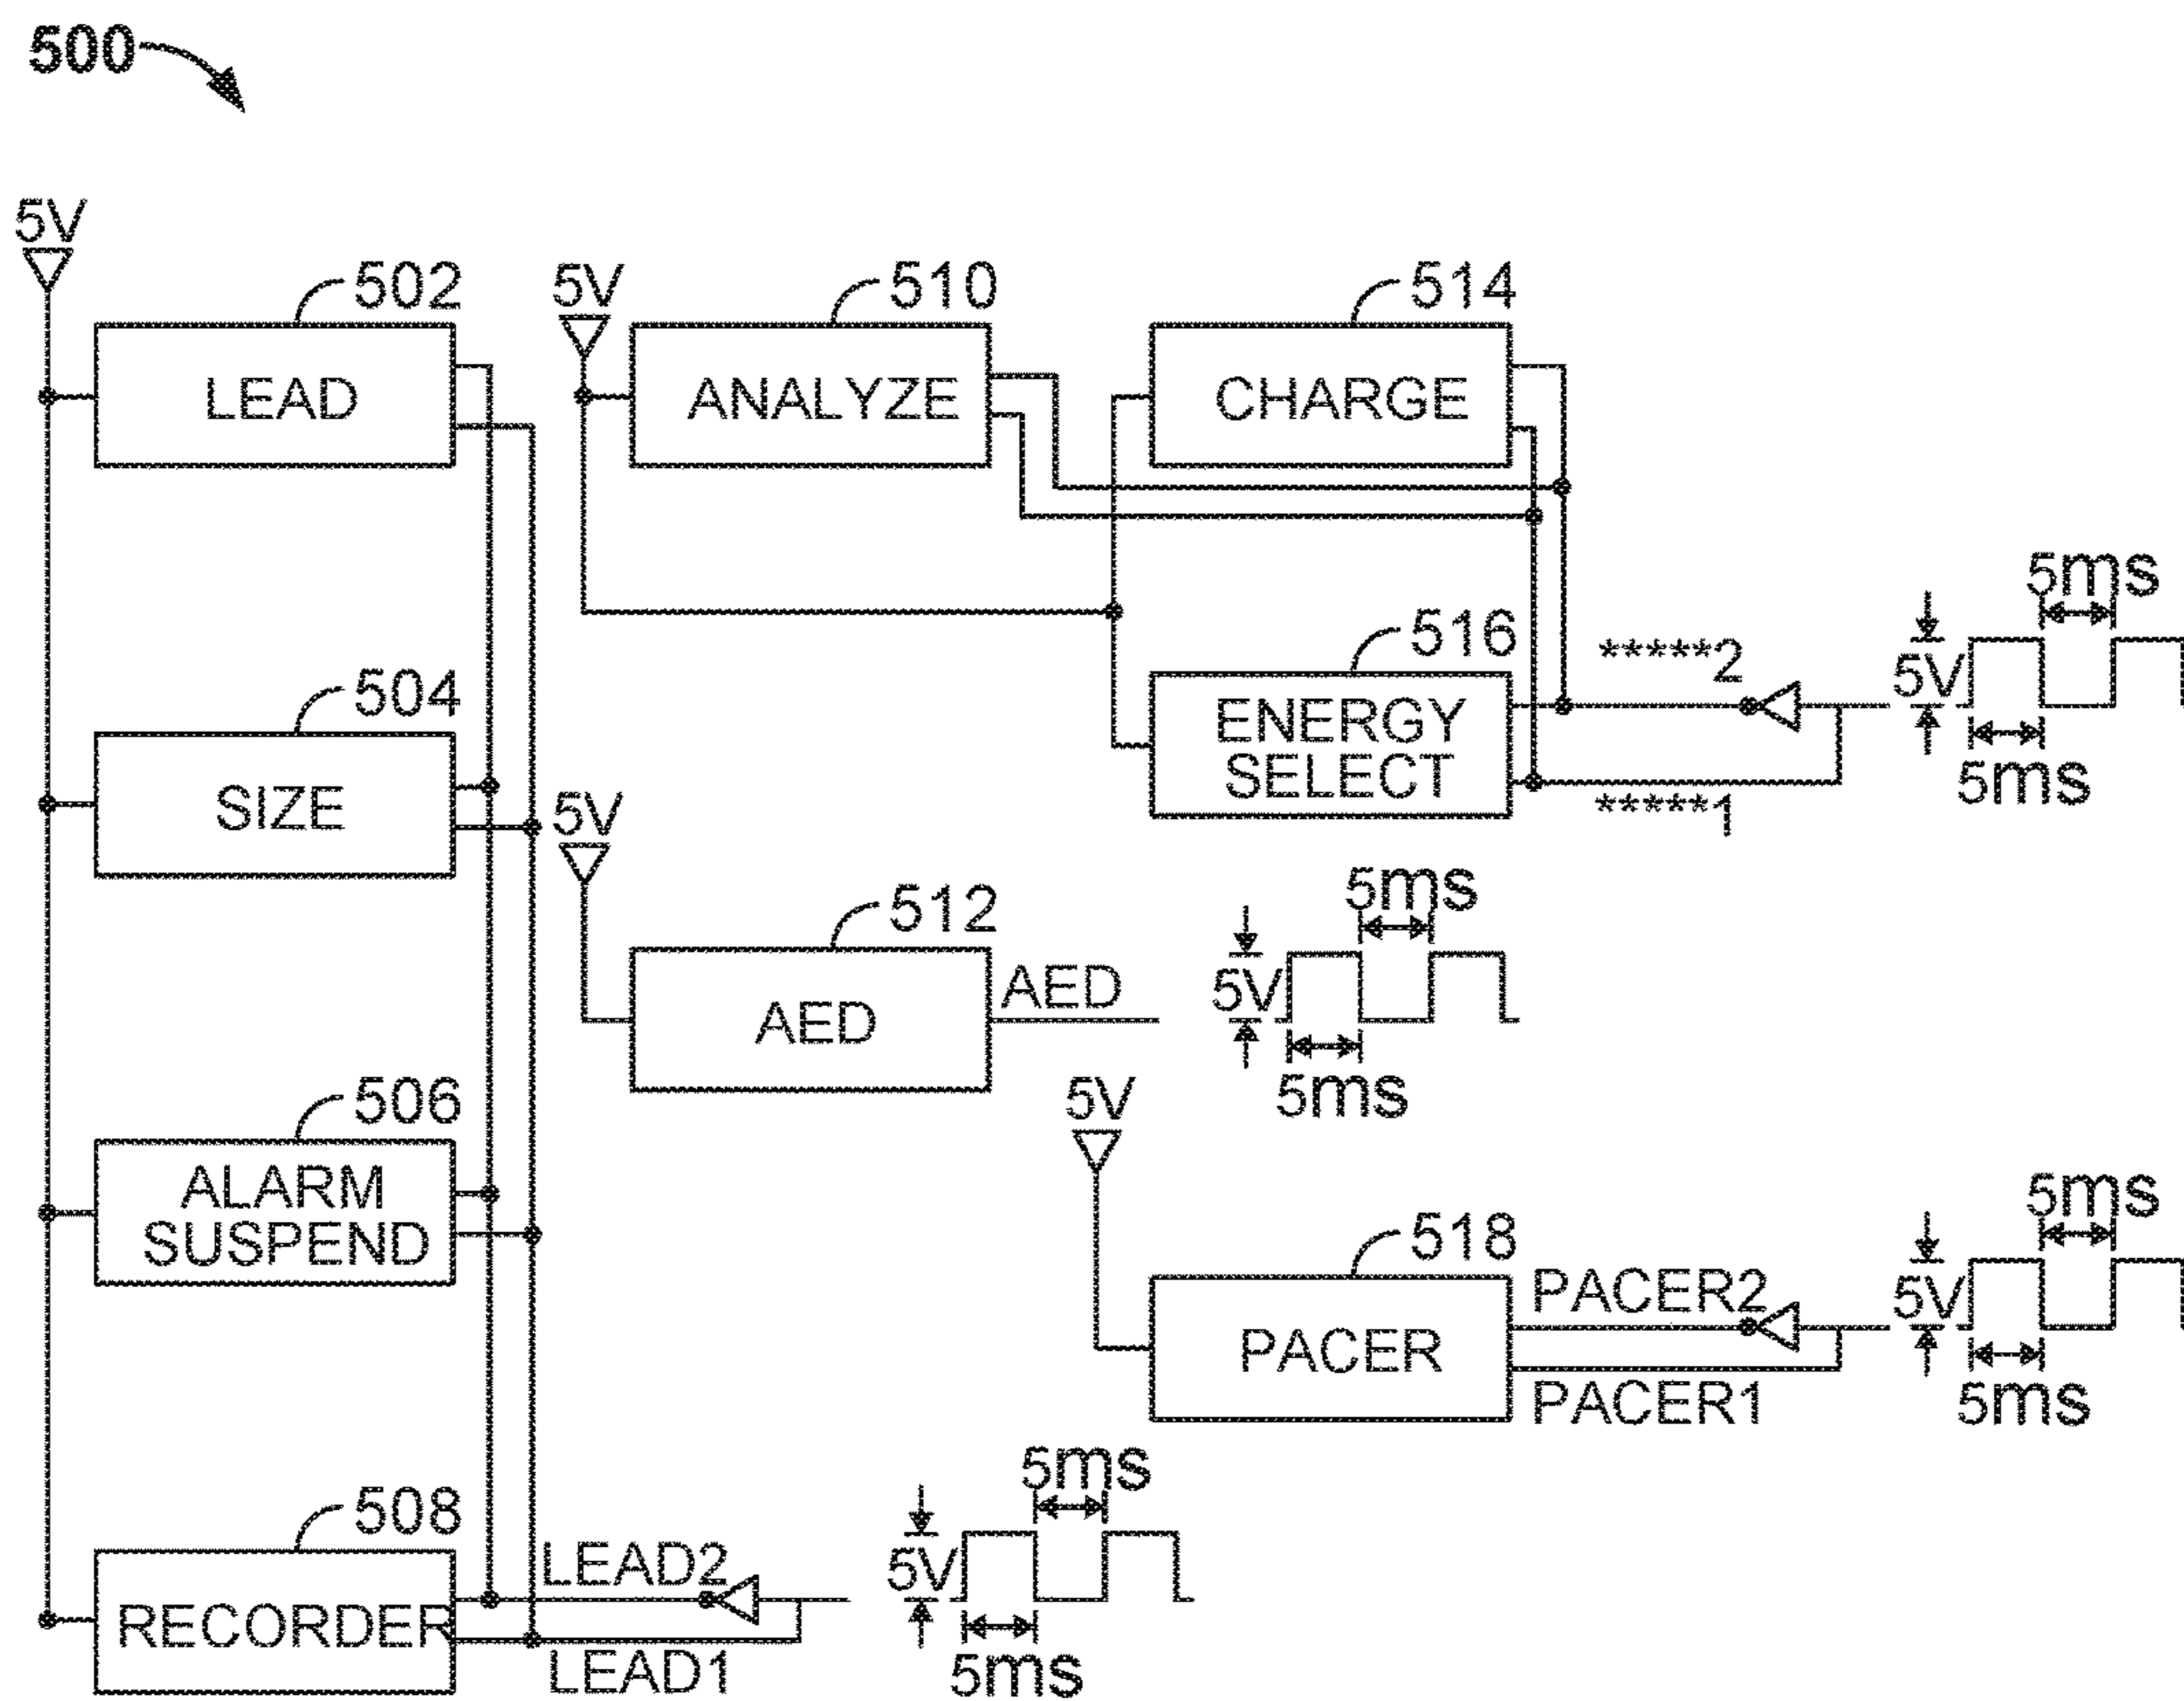 500
5V
502
LEAD
5V
510
ANALYZE
514
CHARGE
504
SIZE
516
ENERGY
SELECT
*****2
*****1
5ms
5V
5ms
5V
512
AED
AED
5ms
5V
5ms
506
ALARM
SUSPEND
5V
518
PACER
PACER2
PACER1
5ms
5V
5ms
508
RECORDER
LEAD2
LEAD1
5ms
5V
5ms